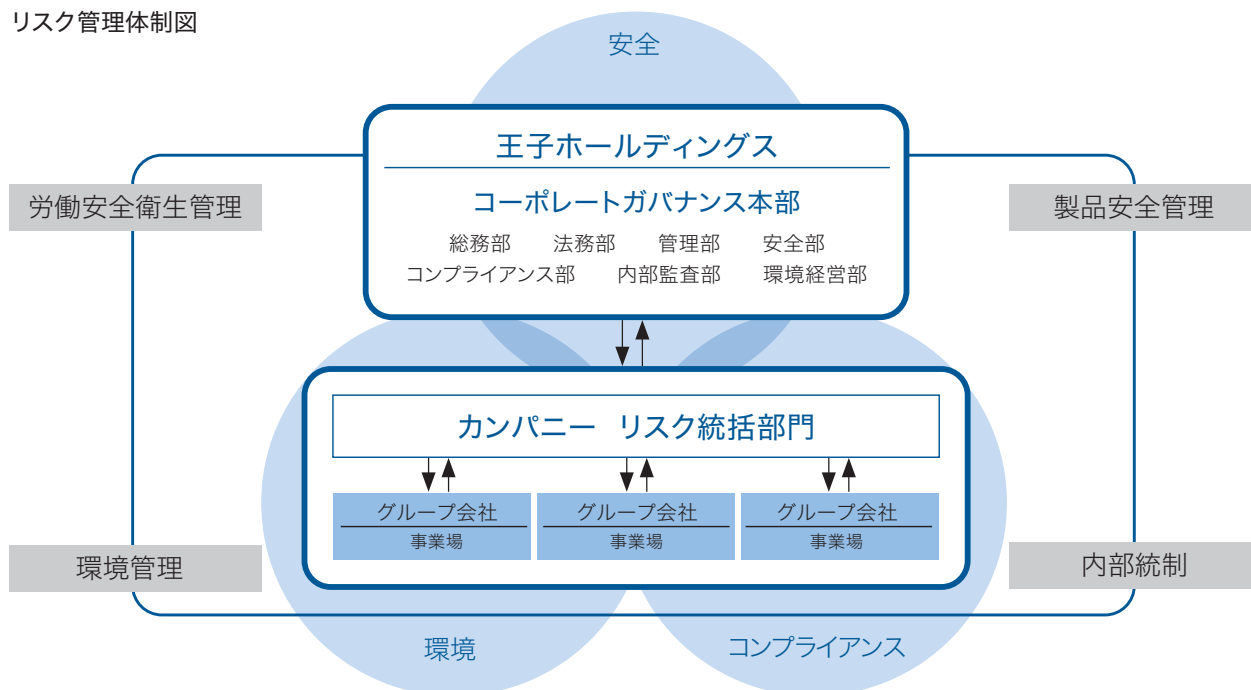 リスク管理体制図
安全
王子ホールディングス
労働安全衛生管理
製品安全管理
コーポレートガバナンス本部
総務部 法務部 管理部 安全部
コンプライアンス部 内部監査部 環境経営部
カンパニー リスク統括部門
グループ会社 グループ会社 グループ会社
事業場 事業場 事業場
環境管理
内部統制
環境
コンプライアンス